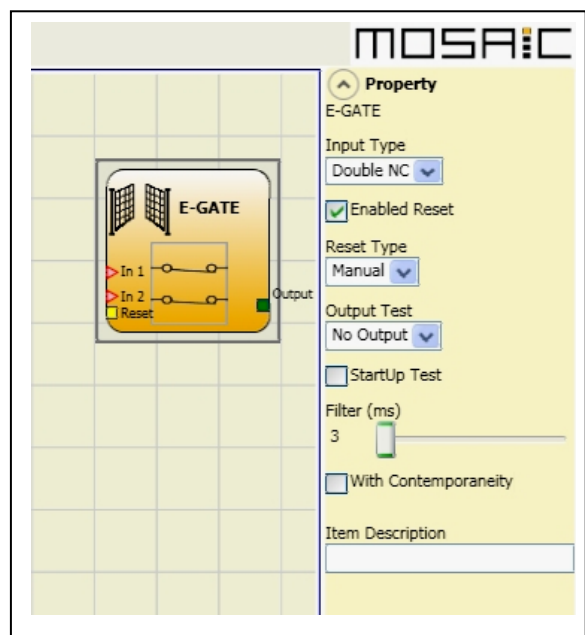 MOSAIC
E-GATE
In 1
In 2
Reset
Output
Property
E-GATE
Input Type
Double NC
Enabled Reset
Reset Type
Manual
Output Test
No Output
StartUp Test
Filter (ms)
3
With Contemporaneity
Item Description